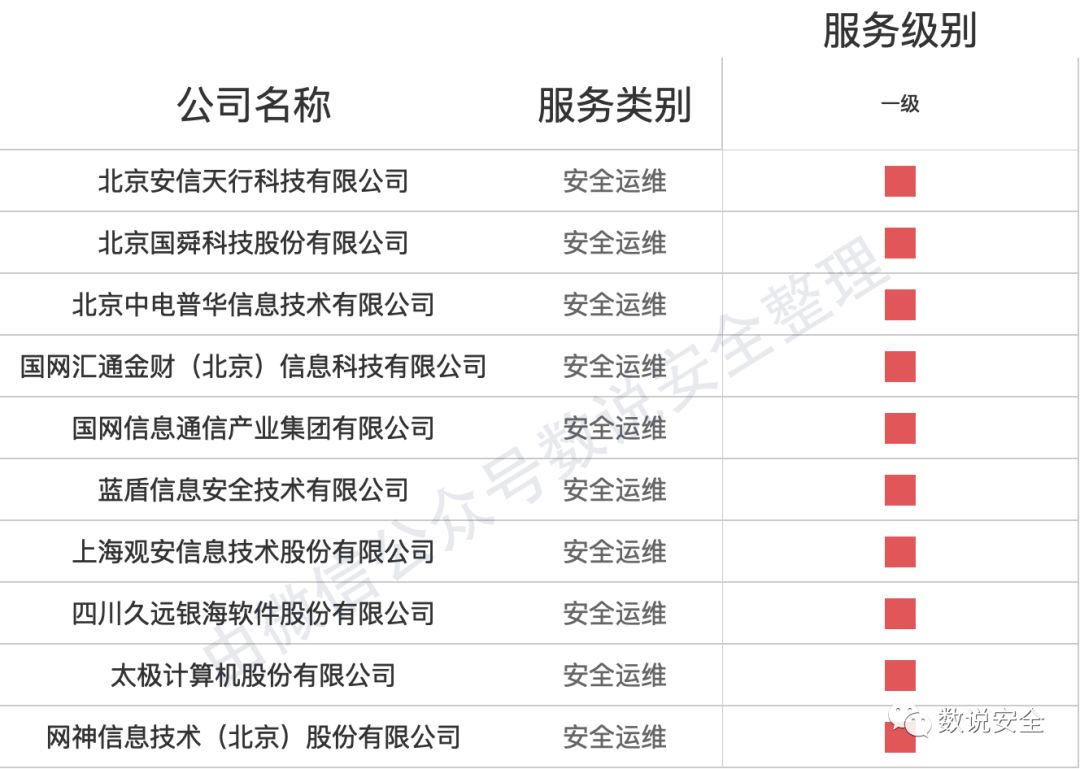 服务级别
公司名称 服务类别 一级
北京安信天行科技有限公司 安全运维
北京国舜科技股份有限公司 安全运维
北京中电普华信息技术有限公司 安全运维
国网汇通金财（北京）信息科技有限公司 安全运维
国网信息通信产业集团有限公司 安全运维
蓝盾信息安全技术有限公司 安全运维
上海观安信息技术股份有限公司 安全运维
四川久远银海软件股份有限公司 安全运维
太极计算机股份有限公司 安全运维
网神信息技术（北京）股份有限公司 安全运维
由微信公众号数说安全整理
数说安全